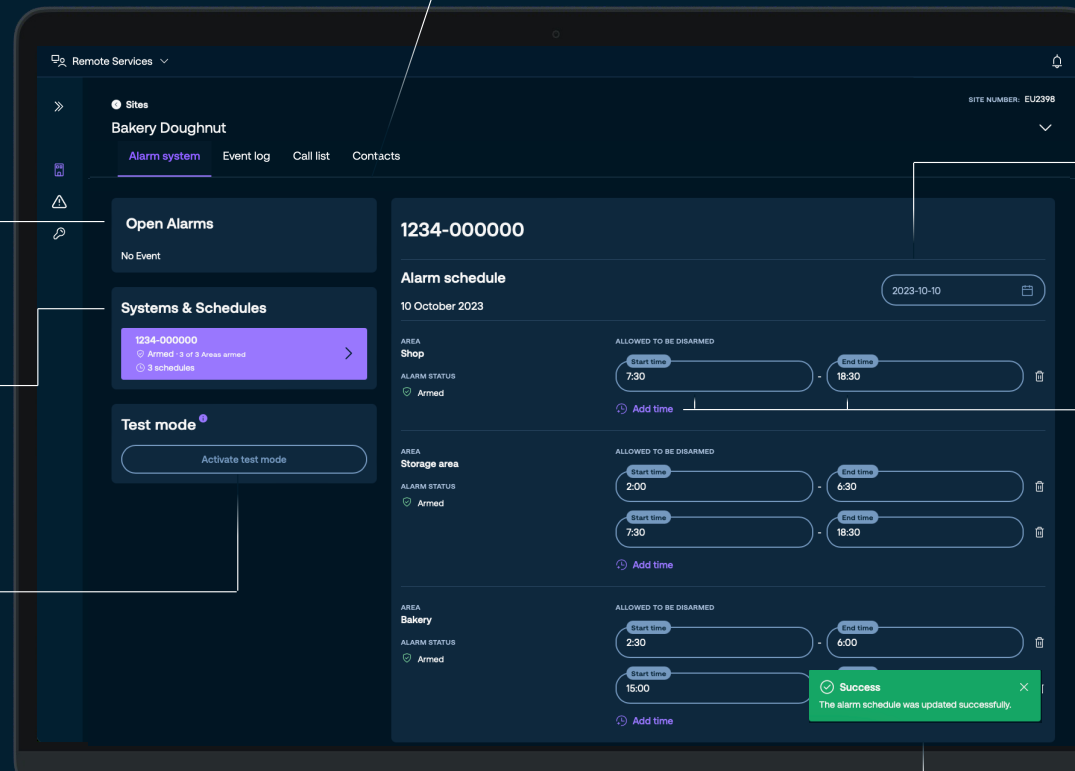 Remote Services
Sites
SITE NUMBER: EU2398
Bakery Doughnut
Alarm system
Event log
Call list
Contacts
Open Alarms
No Event
Systems & Schedules
1234-000000
Armed · 3 of 3 Areas armed
3 schedules
Test mode
Activate test mode
1234-000000
Alarm schedule
10 October 2023
2023-10-10
AREA
Shop
ALARM STATUS
Armed
ALLOWED TO BE DISARMED
Start time
7:30
-
End time
18:30
Add time
AREA
Storage area
ALARM STATUS
Armed
ALLOWED TO BE DISARMED
Start time
2:00
-
End time
6:30
Start time
7:30
-
End time
18:30
Add time
AREA
Bakery
ALARM STATUS
Armed
ALLOWED TO BE DISARMED
Start time
2:30
-
End time
6:00
Start time
15:00
Add time
Success
The alarm schedule was updated successfully.